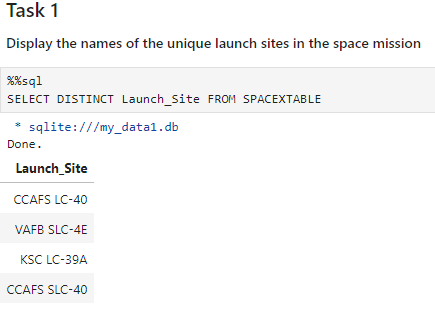 Task 1
Display the names of the unique launch sites in the space mission
%%sql
SELECT DISTINCT Launch_Site FROM SPACEXTABLE
* sqlite:///my_data1.db
Done.
Launch_Site
CCAFS LC-40
VAFB SLC-4E
KSC LC-39A
CCAFS SLC-40